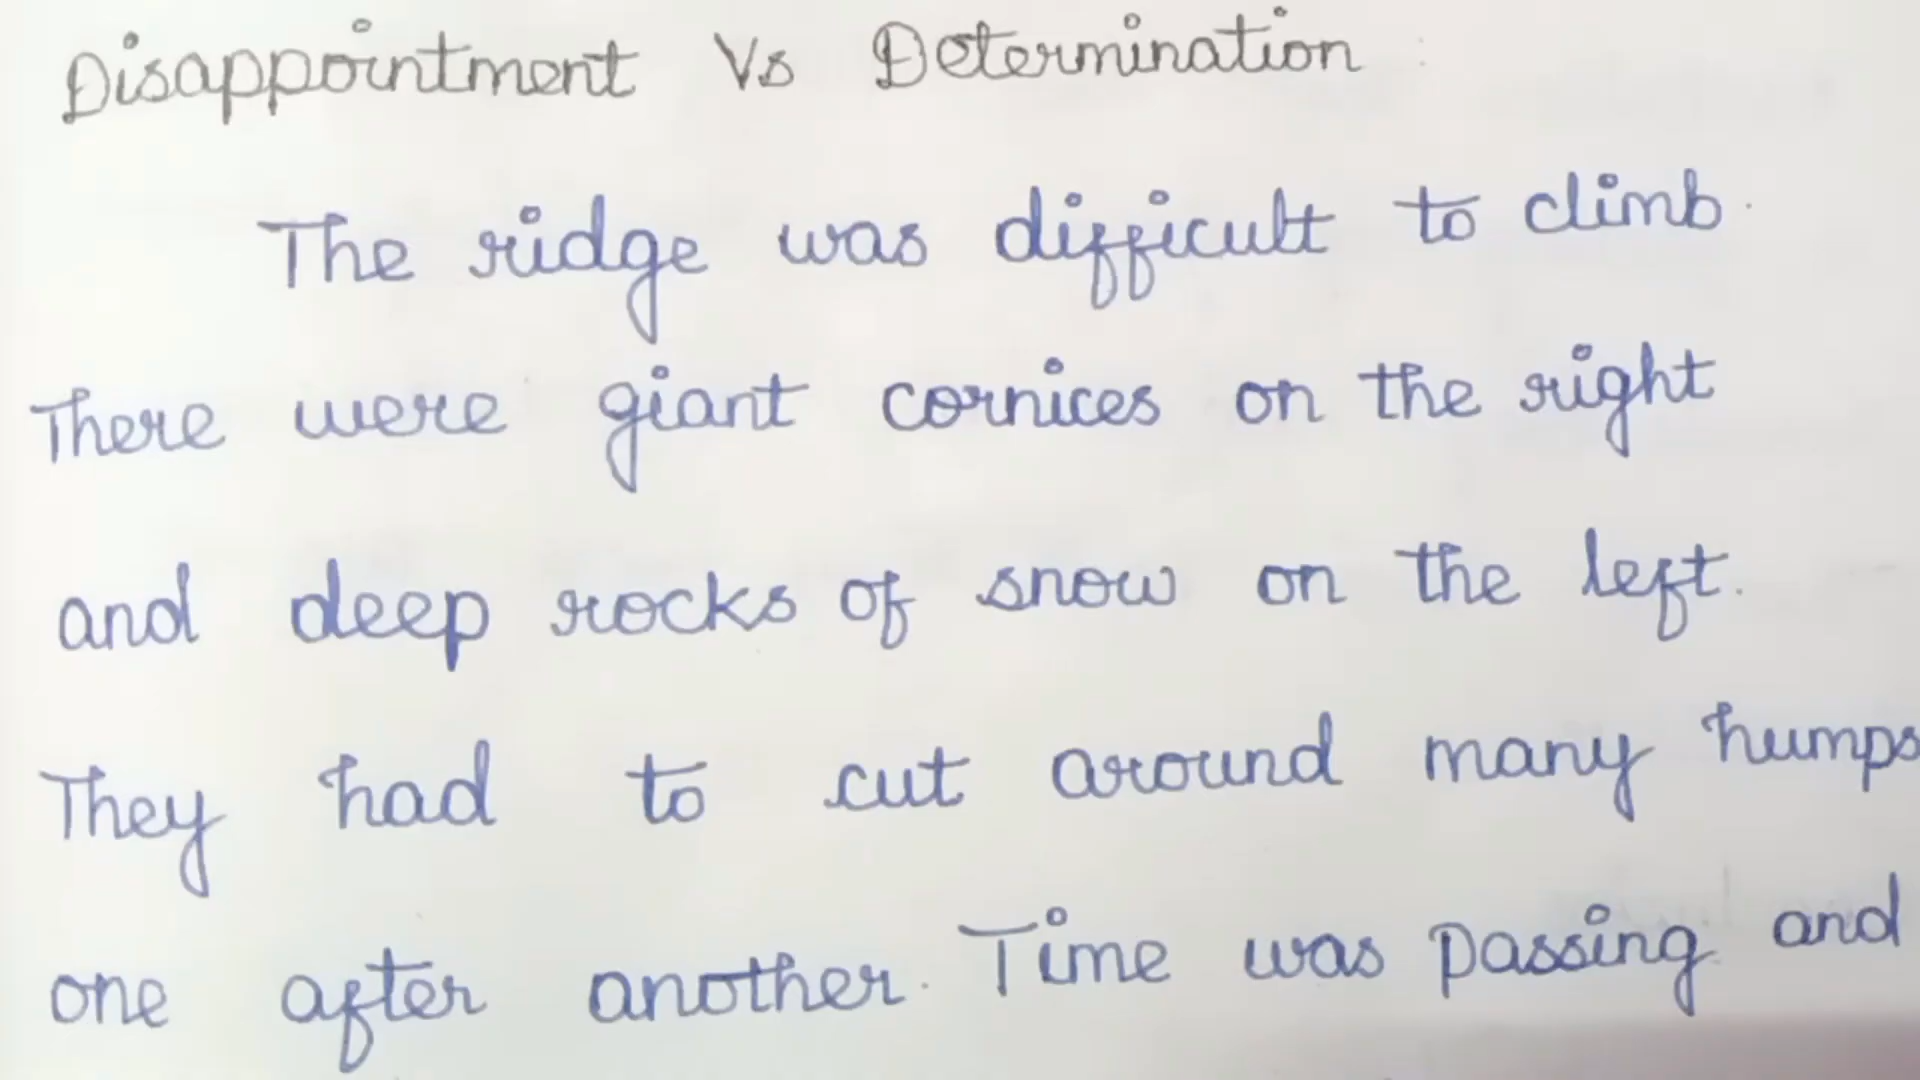 Disappointment Vs Determination
The ridge was difficult to climb.
There were giant cornices on the right
and deep rocks of snow on the left.
They had to cut around many humps
one after another. Time was passing and